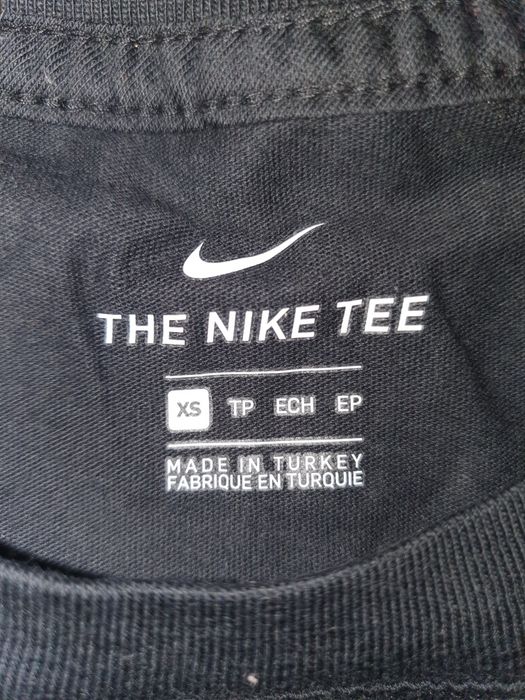 THE NIKE TEE
XS TP ECH EP
MADE IN TURKEY
FABRIQUE EN TURQUIE